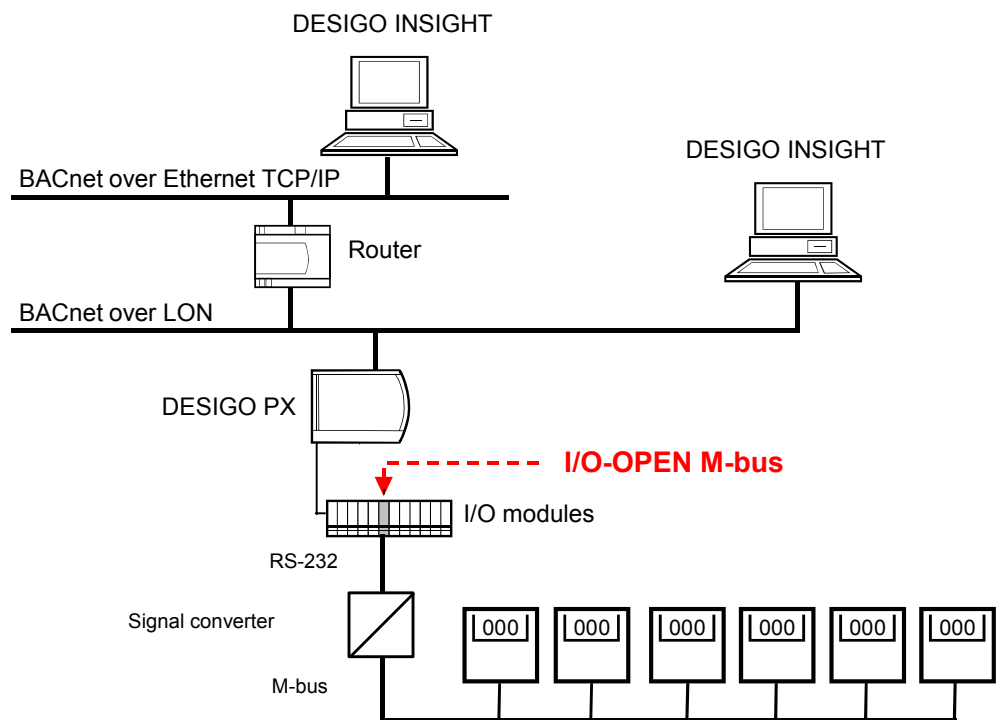 DESIGO INSIGHT
DESIGO INSIGHT
BACnet over Ethernet TCP/IP
Router
BACnet over LON
DESIGO PX
I/O-OPEN M-bus
I/O modules
RS-232
Signal converter
000 000 000 000 000 000
M-bus